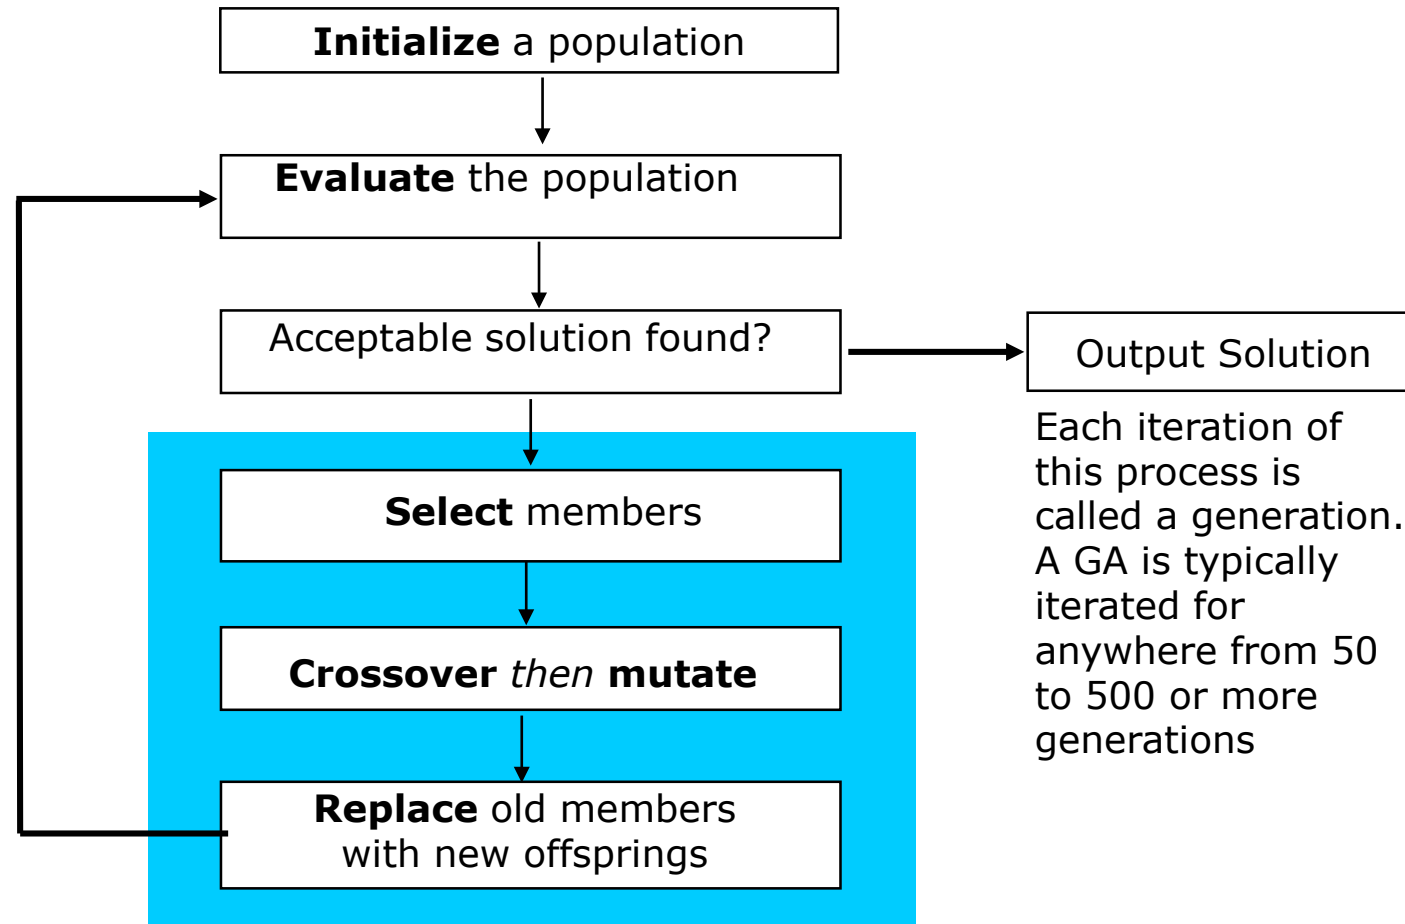 Initialize a population
Evaluate the population
Acceptable solution found?
Output Solution
Each iteration of
this process is
called a generation.
A GA is typically
iterated for
anywhere from 50
to 500 or more
generations
Select members
Crossover then mutate
Replace old members
with new offsprings